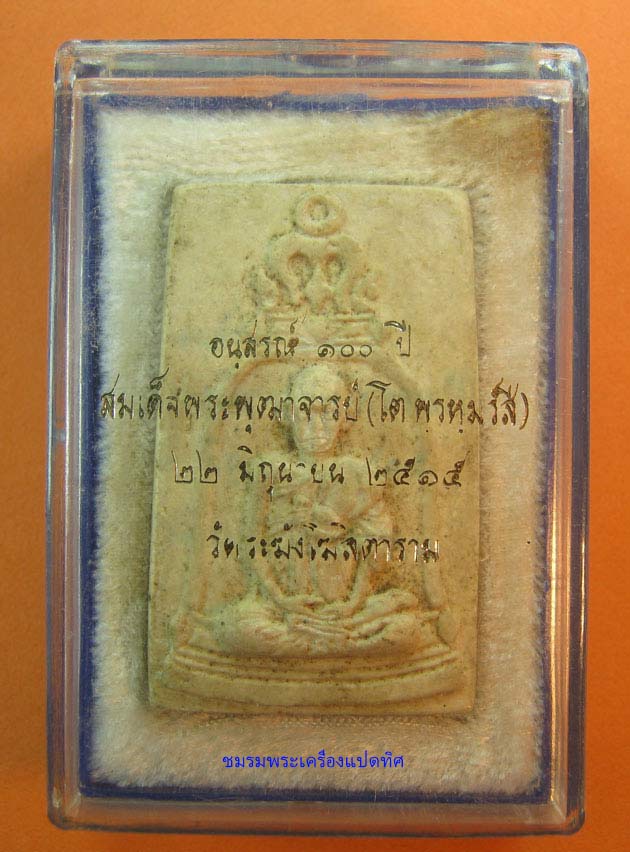 อนุสรณ์ ๑๐๐ ปี
สมเด็จพระพุฒาจารย์ (โต พฺรหฺมรํสี)
๒๒ มิถุนายน ๒๕๑๕
วัดระฆังโฆสิตาราม
ชมรมพระเครื่องแปดทิศ